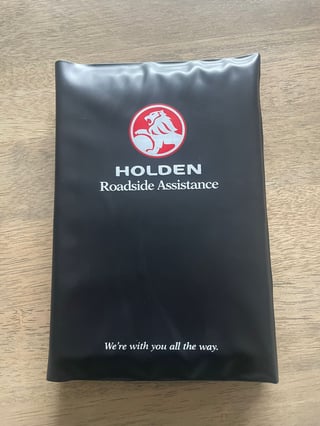 HOLDEN
Roadside Assistance
We're with you all the way.